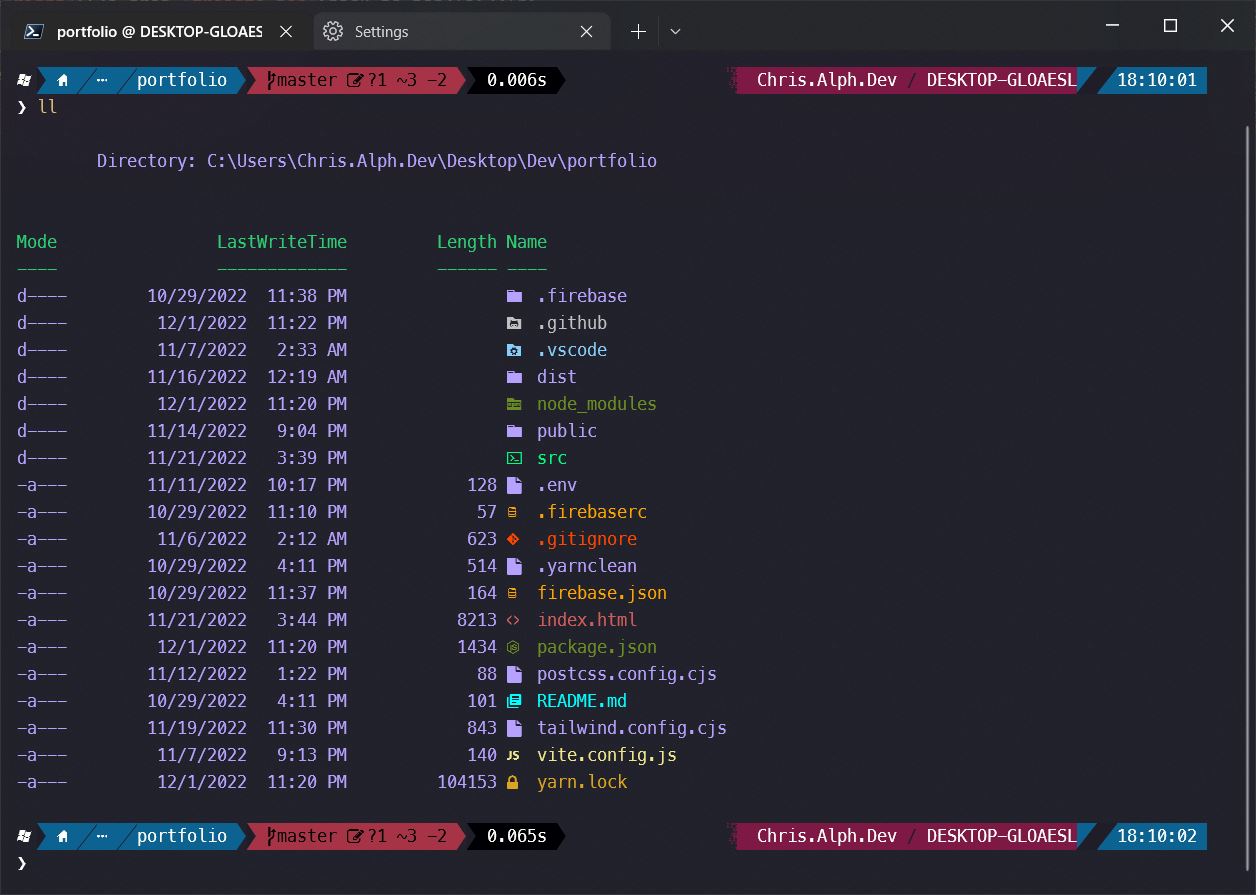 portfolio @ DESKTOP-GLOAES Settings
portfolio master ?1 ~3 -2 0.006s Chris.Alph.Dev / DESKTOP-GLOAESL 18:10:01
❯ ll
Directory: C:\Users\Chris.Alph.Dev\Desktop\Dev\portfolio
Mode LastWriteTime Length Name
---- ------------- ------ ----
d---- 10/29/2022 11:38 PM .firebase
d---- 12/1/2022 11:22 PM .github
d---- 11/7/2022 2:33 AM .vscode
d---- 11/16/2022 12:19 AM dist
d---- 12/1/2022 11:20 PM node_modules
d---- 11/14/2022 9:04 PM public
d---- 11/21/2022 3:39 PM src
-a--- 11/11/2022 10:17 PM 128 .env
-a--- 10/29/2022 11:10 PM 57 .firebaserc
-a--- 11/6/2022 2:12 AM 623 .gitignore
-a--- 10/29/2022 4:11 PM 514 .yarnclean
-a--- 10/29/2022 11:37 PM 164 firebase.json
-a--- 11/21/2022 3:44 PM 8213 index.html
-a--- 12/1/2022 11:20 PM 1434 package.json
-a--- 11/12/2022 1:22 PM 88 postcss.config.cjs
-a--- 10/29/2022 4:11 PM 101 README.md
-a--- 11/19/2022 11:30 PM 843 tailwind.config.cjs
-a--- 11/7/2022 9:13 PM 140 JS vite.config.js
-a--- 12/1/2022 11:20 PM 104153 yarn.lock
portfolio master ?1 ~3 -2 0.065s Chris.Alph.Dev / DESKTOP-GLOAESL 18:10:02
❯